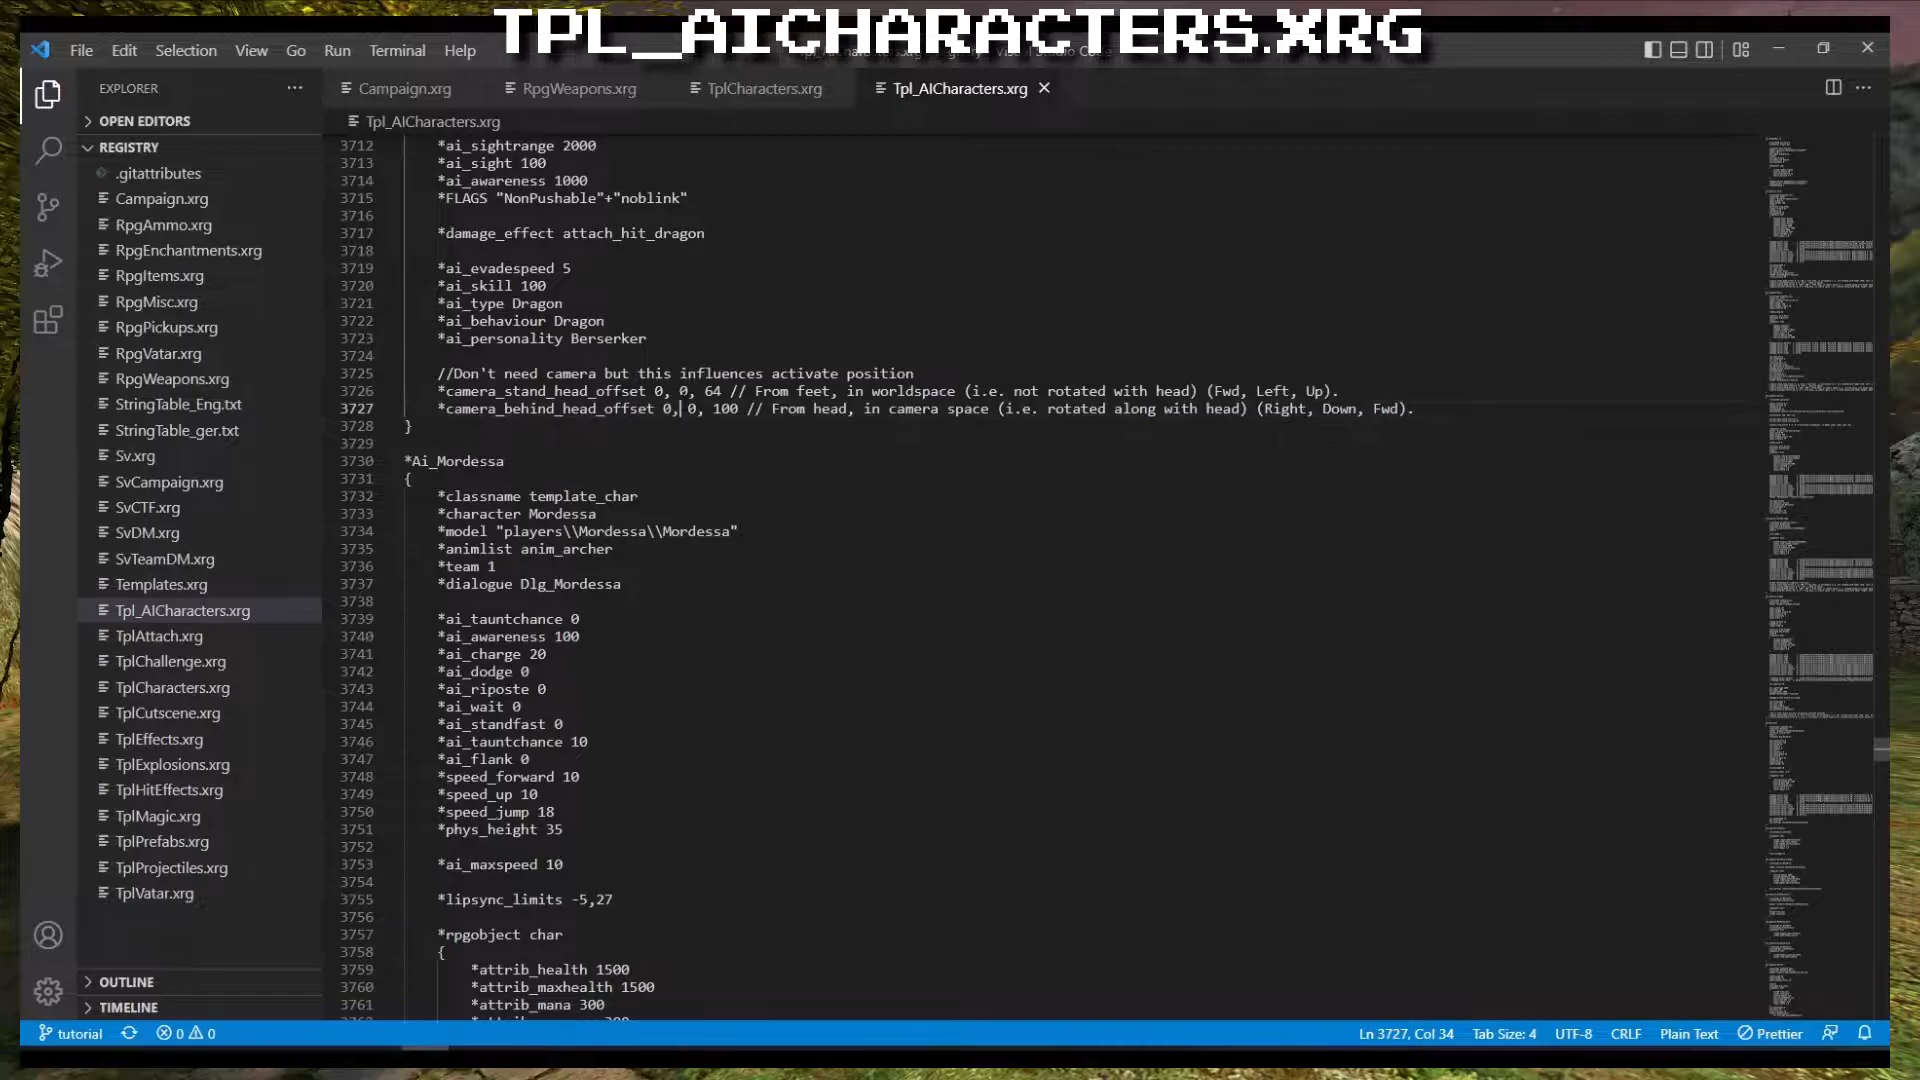 TPL_AICHARACTERS.XRG
File Edit Selection View Go Run Terminal Help
EXPLORER
Campaign.xrg RpgWeapons.xrg TplCharacters.xrg Tpl_AICharacters.xrg
OPEN EDITORS
Tpl_AICharacters.xrg
REGISTRY
.gitattributes
Campaign.xrg
RpgAmmo.xrg
RpgEnchantments.xrg
RpgItems.xrg
RpgMisc.xrg
RpgPickups.xrg
RpgVatar.xrg
RpgWeapons.xrg
StringTable_Eng.txt
StringTable_ger.txt
Sv.xrg
SvCampaign.xrg
SvCTF.xrg
SvDM.xrg
SvTeamDM.xrg
Templates.xrg
Tpl_AICharacters.xrg
TplAttach.xrg
TplChallenge.xrg
TplCharacters.xrg
TplCutscene.xrg
TplEffects.xrg
TplExplosions.xrg
TplHitEffects.xrg
TplMagic.xrg
TplPrefabs.xrg
TplProjectiles.xrg
TplVatar.xrg
OUTLINE
TIMELINE
3712 *ai_sightrange 2000
3713 *ai_sight 100
3714 *ai_awareness 1000
3715 *FLAGS "NonPushable"+"noblink"
3716
3717 *damage_effect attach_hit_dragon
3718
3719 *ai_evadespeed 5
3720 *ai_skill 100
3721 *ai_type Dragon
3722 *ai_behaviour Dragon
3723 *ai_personality Berserker
3724
3725 //Don't need camera but this influences activate position
3726 *camera_stand_head_offset 0, 0, 64 // From feet, in worldspace (i.e. not rotated with head) (Fwd, Left, Up).
3727 *camera_behind_head_offset 0, 0, 100 // From head, in camera space (i.e. rotated along with head) (Right, Down, Fwd).
3728 }
3729
3730 *Ai_Mordessa
3731 {
3732 *classname template_char
3733 *character Mordessa
3734 *model "players\\Mordessa\\Mordessa"
3735 *animlist anim_archer
3736 *team 1
3737 *dialogue Dlg_Mordessa
3738
3739 *ai_tauntchance 0
3740 *ai_awareness 100
3741 *ai_charge 20
3742 *ai_dodge 0
3743 *ai_riposte 0
3744 *ai_wait 0
3745 *ai_standfast 0
3746 *ai_tauntchance 10
3747 *ai_flank 0
3748 *speed_forward 10
3749 *speed_up 10
3750 *speed_jump 18
3751 *phys_height 35
3752
3753 *ai_maxspeed 10
3754
3755 *lipsync_limits -5,27
3756
3757 *rpgobject char
3758 {
3759 *attrib_health 1500
3760 *attrib_maxhealth 1500
3761 *attrib_mana 300
tutorial 0 0 Ln 3727, Col 34 Tab Size: 4 UTF-8 CRLF Plain Text Prettier